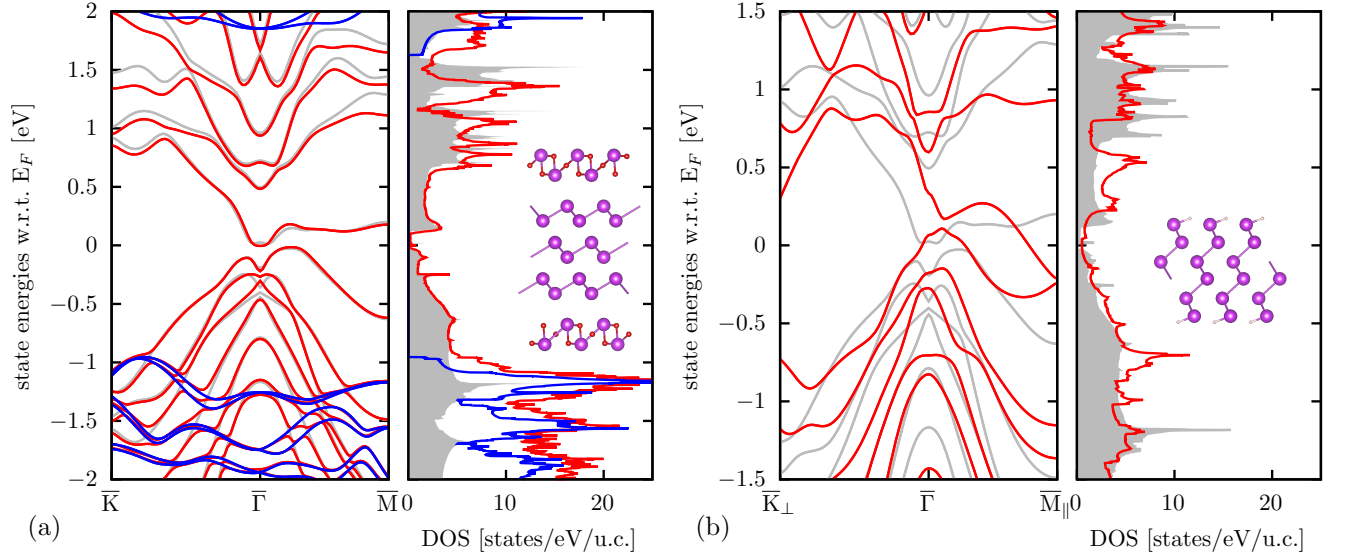 state energies w.r.t. E_F [eV]
2
1.5
1
0.5
0
−0.5
−1
−1.5
−2
K̅ Γ̅ M̅
0 10 20
DOS [states/eV/u.c.]
(a)
state energies w.r.t. E_F [eV]
1.5
1
0.5
0
−0.5
−1
−1.5
K̅⊥ Γ̅ M̅∥
0 10 20
DOS [states/eV/u.c.]
(b)